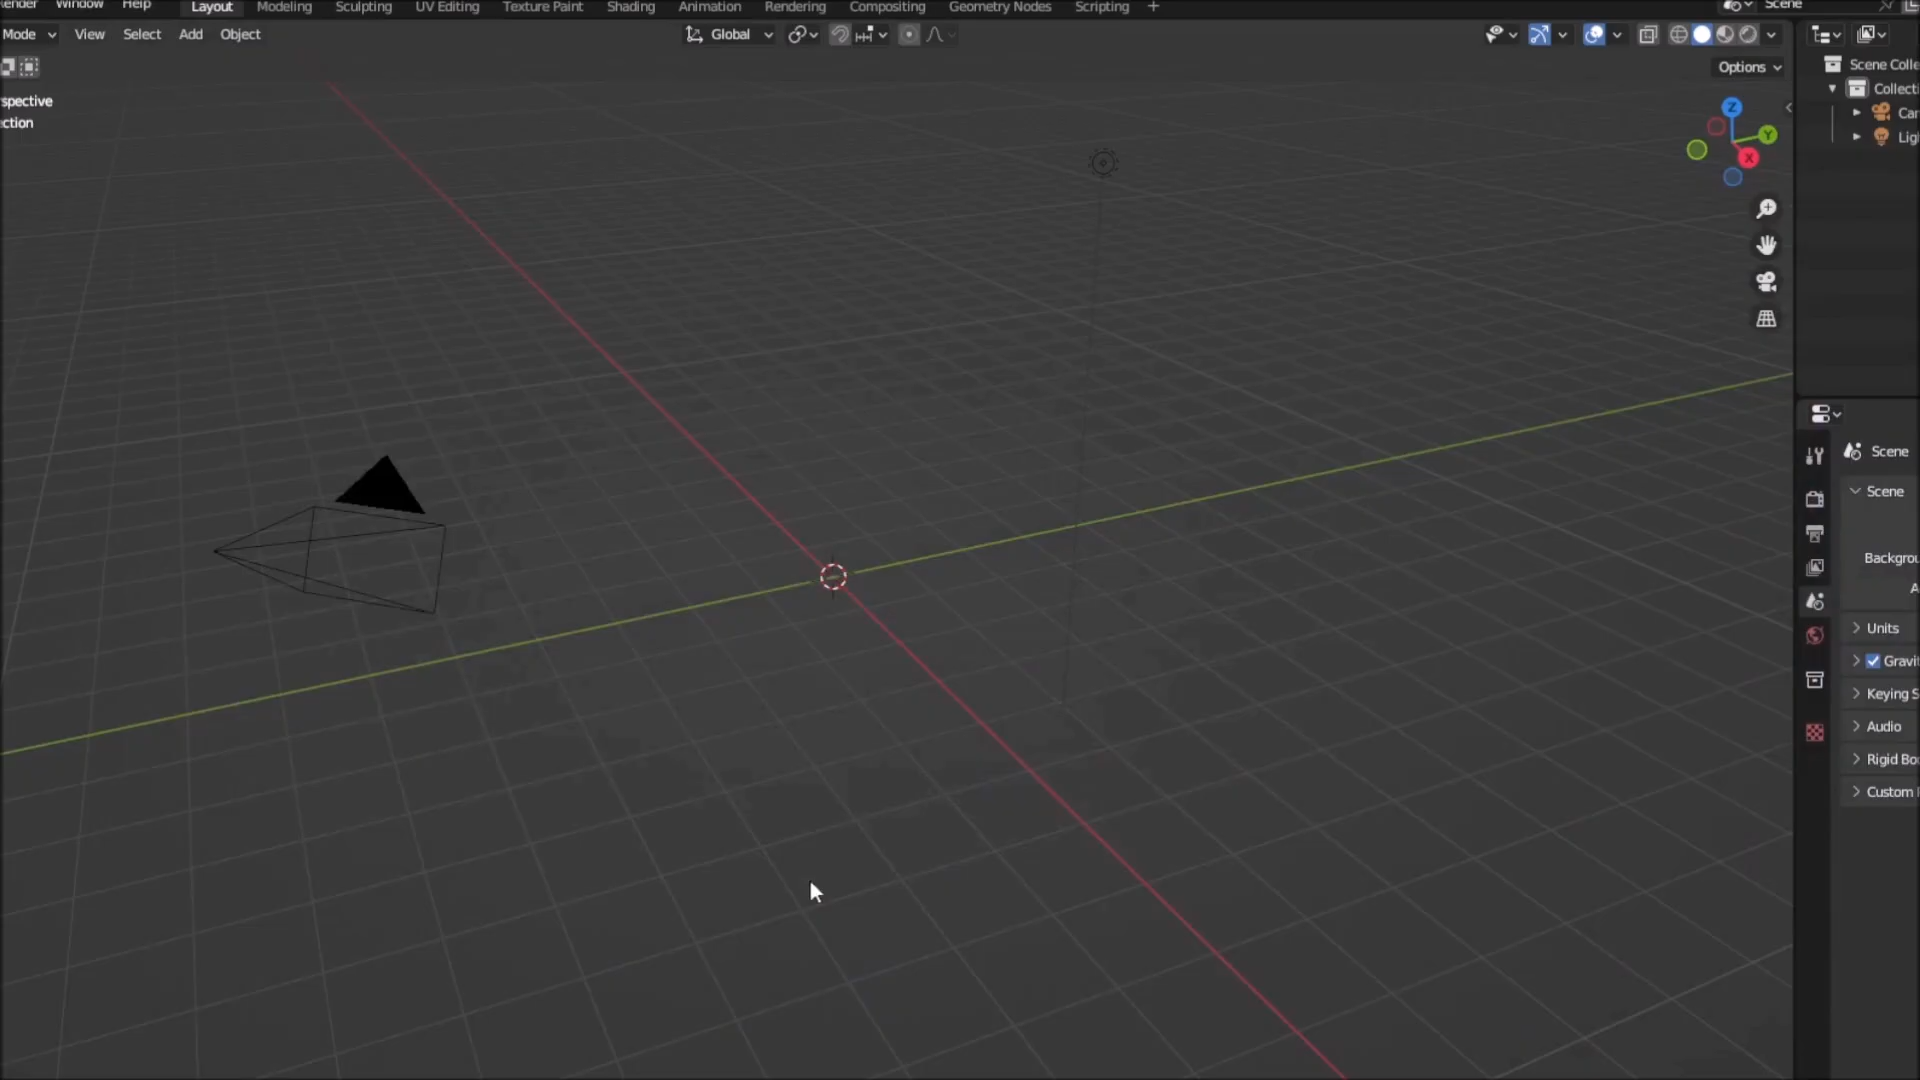 ender Window Help Layout Modeling Sculpting UV Editing Texture Paint Shading Animation Rendering Compositing Geometry Nodes Scripting + Scene
Mode View Select Add Object Global
Options
spective
ction
Scene Colle
Collecti
Car
Lig
Z
Y
X
Scene
Scene
Backgrou
A
Units
Gravit
Keying S
Audio
Rigid Bo
Custom